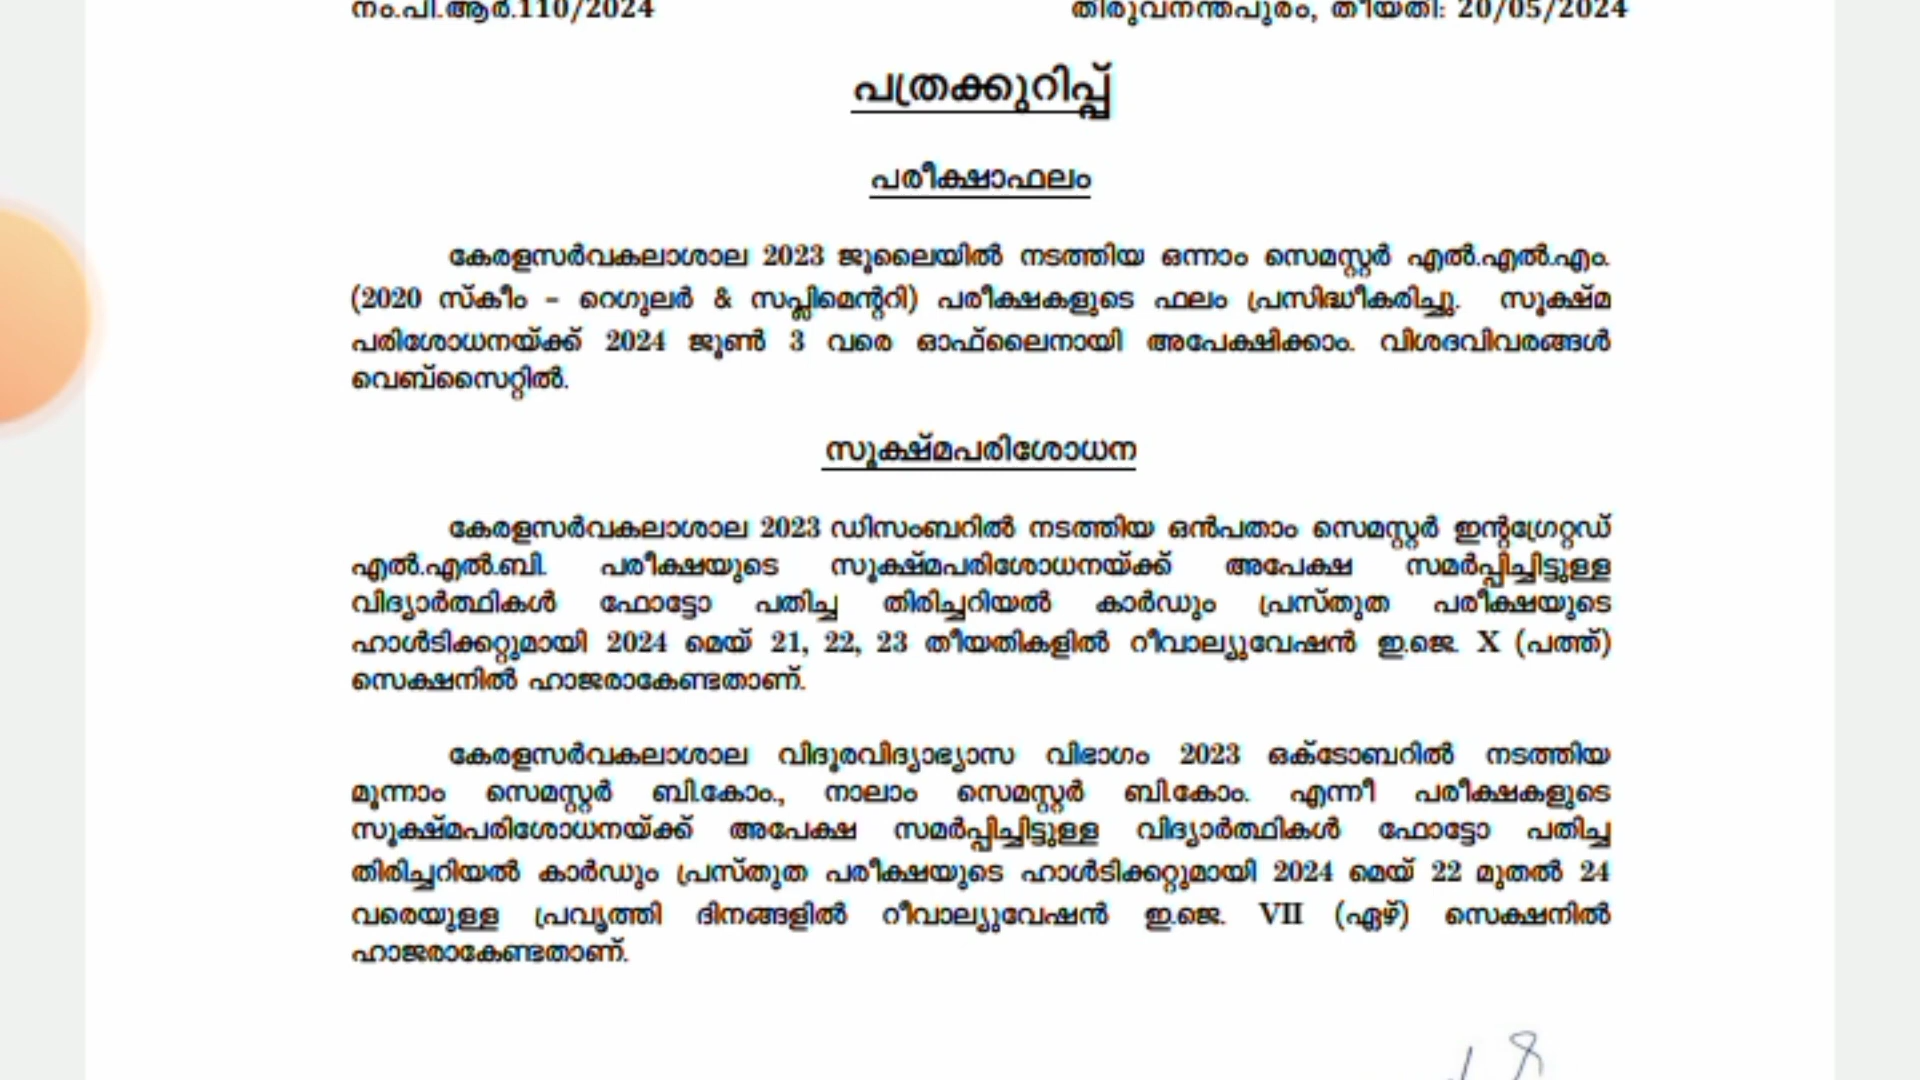 നം.പി.ആർ.110/2024 തിരുവനന്തപുരം, തീയതി: 20/05/2024
പത്രക്കുറിപ്പ്
പരീക്ഷാഫലം
കേരളസർവകലാശാല 2023 ജൂലൈയിൽ നടത്തിയ ഒന്നാം സെമസ്റ്റർ എൽ.എൽ.എം.
(2020 സ്കീം - റെഗുലർ & സപ്ലിമെന്ററി) പരീക്ഷകളുടെ ഫലം പ്രസിദ്ധീകരിച്ചു. സൂക്ഷ്മ
പരിശോധനയ്ക്ക് 2024 ജൂൺ 3 വരെ ഓഫ്‌ലൈനായി അപേക്ഷിക്കാം. വിശദവിവരങ്ങൾ
വെബ്സൈറ്റിൽ.
സൂക്ഷ്മപരിശോധന
കേരളസർവകലാശാല 2023 ഡിസംബറിൽ നടത്തിയ ഒൻപതാം സെമസ്റ്റർ ഇന്റഗ്രേറ്റഡ്
എൽ.എൽ.ബി. പരീക്ഷയുടെ സൂക്ഷ്മപരിശോധനയ്ക്ക് അപേക്ഷ സമർപ്പിച്ചിട്ടുള്ള
വിദ്യാർത്ഥികൾ ഫോട്ടോ പതിച്ച തിരിച്ചറിയൽ കാർഡും പ്രസ്തുത പരീക്ഷയുടെ
ഹാൾടിക്കറ്റുമായി 2024 മെയ് 21, 22, 23 തീയതികളിൽ റീവാല്യുവേഷൻ ഇ.ജെ. X (പത്ത്)
സെക്ഷനിൽ ഹാജരാകേണ്ടതാണ്.
കേരളസർവകലാശാല വിദൂരവിദ്യാഭ്യാസ വിഭാഗം 2023 ഒക്ടോബറിൽ നടത്തിയ
മൂന്നാം സെമസ്റ്റർ ബി.കോം., നാലാം സെമസ്റ്റർ ബി.കോം. എന്നീ പരീക്ഷകളുടെ
സൂക്ഷ്മപരിശോധനയ്ക്ക് അപേക്ഷ സമർപ്പിച്ചിട്ടുള്ള വിദ്യാർത്ഥികൾ ഫോട്ടോ പതിച്ച
തിരിച്ചറിയൽ കാർഡും പ്രസ്തുത പരീക്ഷയുടെ ഹാൾടിക്കറ്റുമായി 2024 മെയ് 22 മുതൽ 24
വരെയുള്ള പ്രവൃത്തി ദിനങ്ങളിൽ റീവാല്യുവേഷൻ ഇ.ജെ. VII (ഏഴ്) സെക്ഷനിൽ
ഹാജരാകേണ്ടതാണ്.